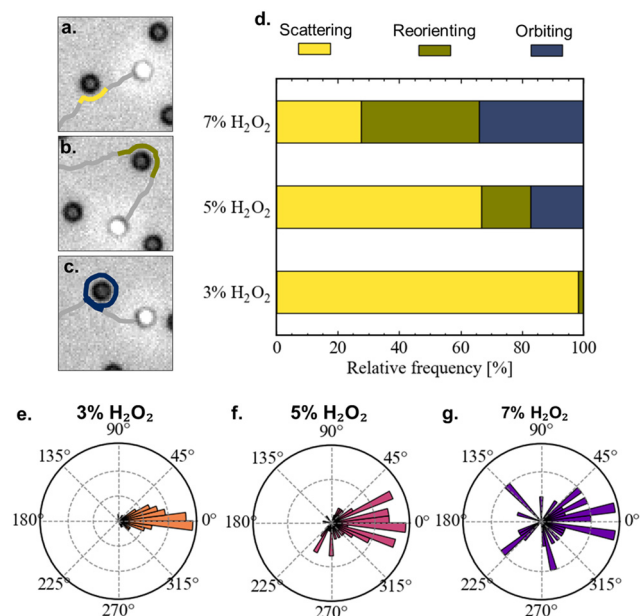 a.
b.
c.
d.
Scattering Reorienting Orbiting
7% H₂O₂
5% H₂O₂
3% H₂O₂
0 20 40 60 80 100
Relative frequency [%]
e. 3% H₂O₂
90°
135° 45°
180° 0°
225° 315°
270°
f. 5% H₂O₂
90°
135° 45°
180° 0°
225° 315°
270°
g. 7% H₂O₂
90°
135° 45°
180° 0°
225° 315°
270°